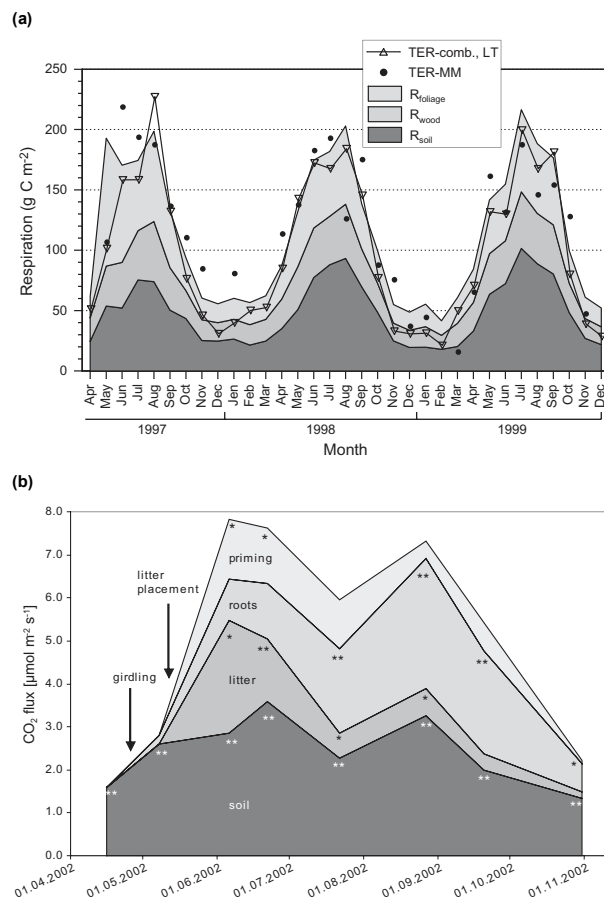 (a)
TER-comb., LT
TER-MM
Rfoliage
Rwood
Rsoil
Respiration (g C m-2)
250
200
150
100
50
0
Apr May Jun Jul Aug Sep Oct Nov Dec Jan Feb Mar Apr May Jun Jul Aug Sep Oct Nov Dec Jan Feb Mar Apr May Jun Jul Aug Sep Oct Nov Dec
1997 1998 1999
Month
(b)
CO2 flux [µmol m-2 s-1]
8.0
7.0
6.0
5.0
4.0
3.0
2.0
1.0
0.0
priming
litter
placement
roots
girdling
litter
soil
* * * ** ** ** ** ** ** ** * ** * ** ** ** * **
01.04.2002 01.05.2002 01.06.2002 01.07.2002 01.08.2002 01.09.2002 01.10.2002 01.11.2002